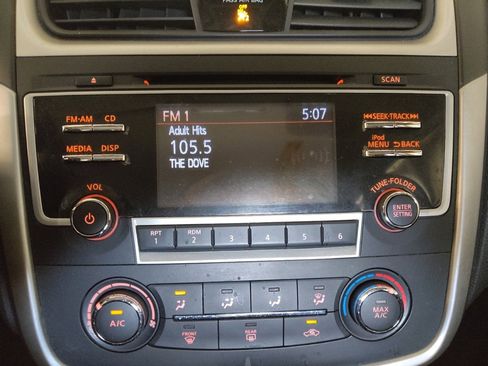 PASS AIR BAG
OFF
SCAN
FM·AM CD
MEDIA DISP
FM 1 5:07
Adult Hits
105.5
THE DOVE
SEEK·TRACK
iPod
MENU BACK
VOL
TUNE·FOLDER
ENTER
SETTING
RPT
1
RDM
2
3
4
5
6
A/C
FRONT
REAR
MAX
A/C